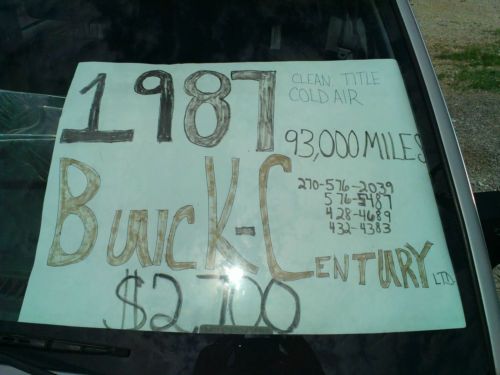 1987
CLEAN TITLE
COLD AIR
93,000 MILES
270-576-2039
576-5487
428-4689
432-4383
Buick-CENTURY LTD
$2,700